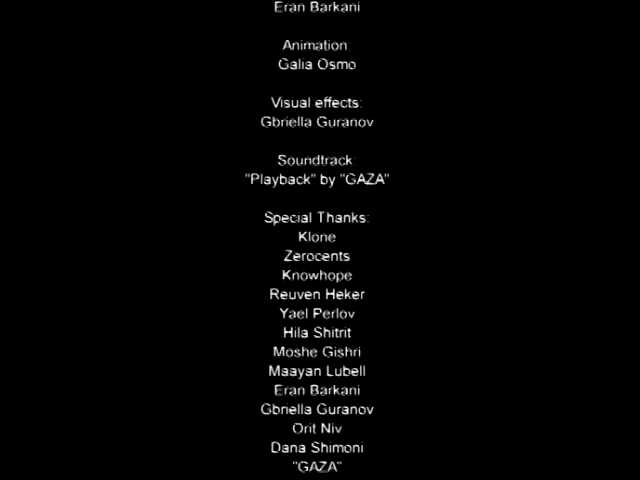 Eran Barkani
Animation:
Galia Osmo
Visual effects:
Gbriella Guranov
Soundtrack:
"Playback" by "GAZA"
Special Thanks:
Klone
Zerocents
Knowhope
Reuven Heker
Yael Perlov
Hila Shitrit
Moshe Gishri
Maayan Lubell
Eran Barkani
Gbriella Guranov
Orit Niv
Dana Shimoni
"GAZA"